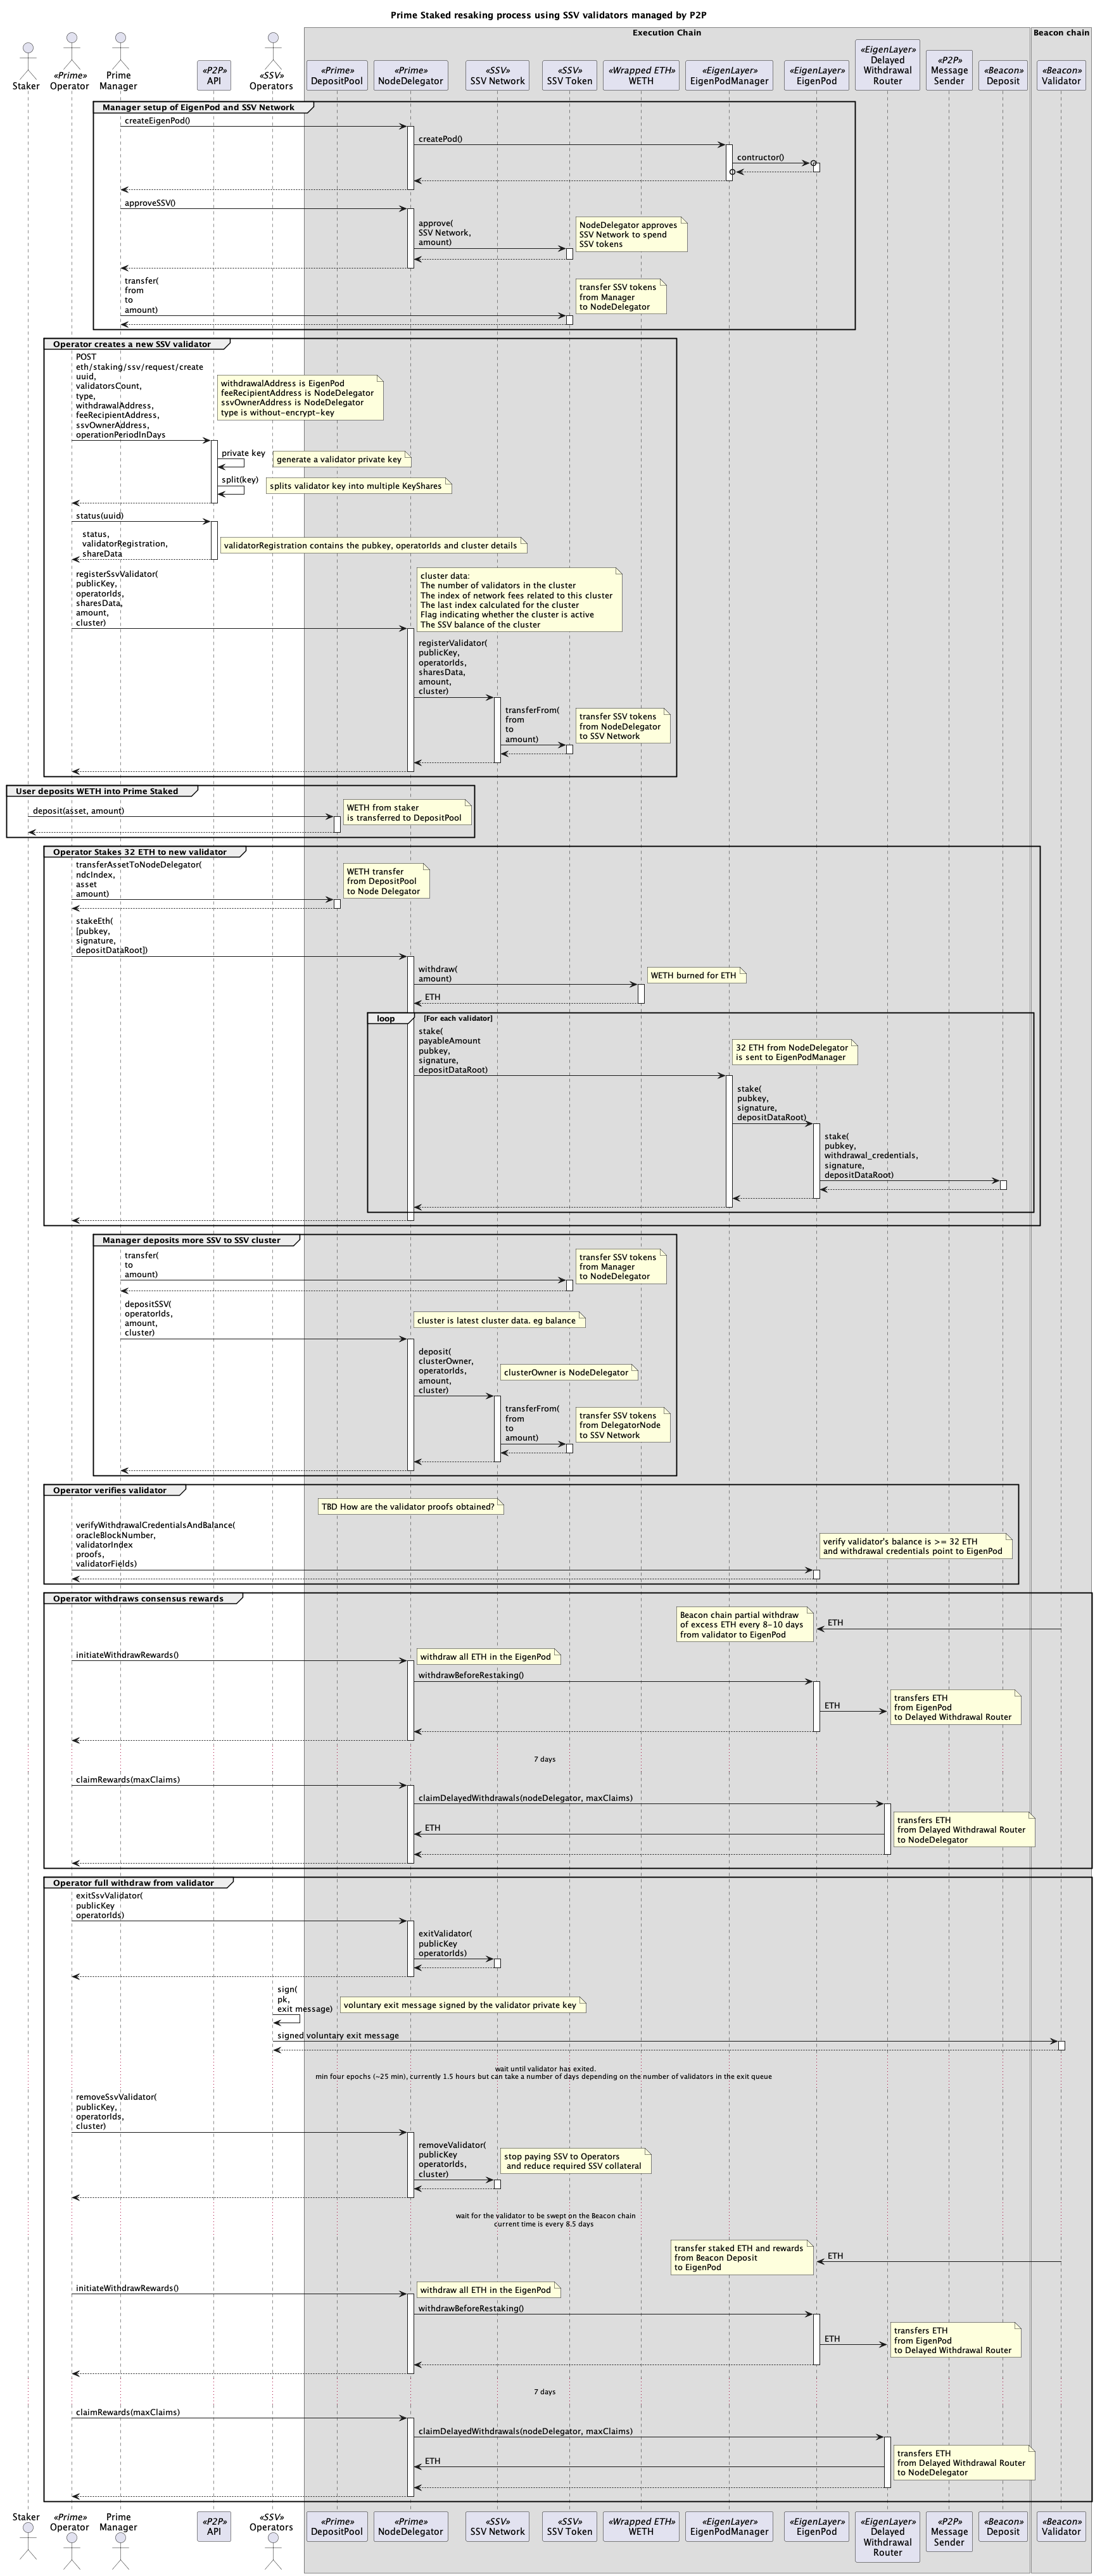 Prime Staked resaking process using SSV validators managed by P2P
Execution Chain
Beacon chain
Staker
«Prime»
Operator
Prime
Manager
«P2P»
API
«SSV»
Operators
«Prime»
DepositPool
«Prime»
NodeDelegator
«SSV»
SSV Network
«SSV»
SSV Token
«Wrapped ETH»
WETH
«EigenLayer»
EigenPodManager
«EigenLayer»
EigenPod
«EigenLayer»
Delayed
Withdrawal
Router
«P2P»
Message
Sender
«Beacon»
Deposit
«Beacon»
Validator
Manager setup of EigenPod and SSV Network
createEigenPod()
createPod()
contructor()
approveSSV()
approve(
SSV Network,
amount)
NodeDelegator approves
SSV Network to spend
SSV tokens
transfer(
from
to
amount)
transfer SSV tokens
from Manager
to NodeDelegator
Operator creates a new SSV validator
POST
eth/staking/ssv/request/create
uuid,
validatorsCount,
type,
withdrawalAddress,
feeRecipientAddress,
ssvOwnerAddress,
operationPeriodInDays
withdrawalAddress is EigenPod
feeRecipientAddress is NodeDelegator
ssvOwnerAddress is NodeDelegator
type is without-encrypt-key
private key
generate a validator private key
split(key)
splits validator key into multiple KeyShares
status(uuid)
status,
validatorRegistration,
shareData
validatorRegistration contains the pubkey, operatorIds and cluster details
registerSsvValidator(
publicKey,
operatorIds,
sharesData,
amount,
cluster)
cluster data:
The number of validators in the cluster
The index of network fees related to this cluster
The last index calculated for the cluster
Flag indicating whether the cluster is active
The SSV balance of the cluster
registerValidator(
publicKey,
operatorIds,
sharesData,
amount,
cluster)
transferFrom(
from
to
amount)
transfer SSV tokens
from NodeDelegator
to SSV Network
User deposits WETH into Prime Staked
deposit(asset, amount)
WETH from staker
is transferred to DepositPool
Operator Stakes 32 ETH to new validator
transferAssetToNodeDelegator(
ndcIndex,
asset
amount)
WETH transfer
from DepositPool
to Node Delegator
stakeEth(
[pubkey,
signature,
depositDataRoot])
withdraw(
amount)
WETH burned for ETH
ETH
loop
[For each validator]
stake(
payableAmount
pubkey,
signature,
depositDataRoot)
32 ETH from NodeDelegator
is sent to EigenPodManager
stake(
pubkey,
signature,
depositDataRoot)
stake(
pubkey,
withdrawal_credentials,
signature,
depositDataRoot)
Manager deposits more SSV to SSV cluster
transfer(
to
amount)
transfer SSV tokens
from Manager
to NodeDelegator
depositSSV(
operatorIds,
amount,
cluster)
cluster is latest cluster data. eg balance
deposit(
clusterOwner,
operatorIds,
amount,
cluster)
clusterOwner is NodeDelegator
transferFrom(
from
to
amount)
transfer SSV tokens
from DelegatorNode
to SSV Network
Operator verifies validator
TBD How are the validator proofs obtained?
verifyWithdrawalCredentialsAndBalance(
oracleBlockNumber,
validatorIndex
proofs,
validatorFields)
verify validator's balance is >= 32 ETH
and withdrawal credentials point to EigenPod
Operator withdraws consensus rewards
Beacon chain partial withdraw
of excess ETH every 8-10 days
from validator to EigenPod
ETH
initiateWithdrawRewards()
withdraw all ETH in the EigenPod
withdrawBeforeRestaking()
ETH
transfers ETH
from EigenPod
to Delayed Withdrawal Router
7 days
claimRewards(maxClaims)
claimDelayedWithdrawals(nodeDelegator, maxClaims)
ETH
transfers ETH
from Delayed Withdrawal Router
to NodeDelegator
Operator full withdraw from validator
exitSsvValidator(
publicKey
operatorIds)
exitValidator(
publicKey
operatorIds)
sign(
pk,
exit message)
voluntary exit message signed by the validator private key
signed voluntary exit message
wait until validator has exited.
min four epochs (~25 min), currently 1.5 hours but can take a number of days depending on the number of validators in the exit queue
removeSsvValidator(
publicKey,
operatorIds,
cluster)
removeValidator(
publicKey
operatorIds,
cluster)
stop paying SSV to Operators
and reduce required SSV collateral
wait for the validator to be swept on the Beacon chain
current time is every 8.5 days
transfer staked ETH and rewards
from Beacon Deposit
to EigenPod
ETH
initiateWithdrawRewards()
withdraw all ETH in the EigenPod
withdrawBeforeRestaking()
ETH
transfers ETH
from EigenPod
to Delayed Withdrawal Router
7 days
claimRewards(maxClaims)
claimDelayedWithdrawals(nodeDelegator, maxClaims)
ETH
transfers ETH
from Delayed Withdrawal Router
to NodeDelegator
Staker
«Prime»
Operator
Prime
Manager
«P2P»
API
«SSV»
Operators
«Prime»
DepositPool
«Prime»
NodeDelegator
«SSV»
SSV Network
«SSV»
SSV Token
«Wrapped ETH»
WETH
«EigenLayer»
EigenPodManager
«EigenLayer»
EigenPod
«EigenLayer»
Delayed
Withdrawal
Router
«P2P»
Message
Sender
«Beacon»
Deposit
«Beacon»
Validator